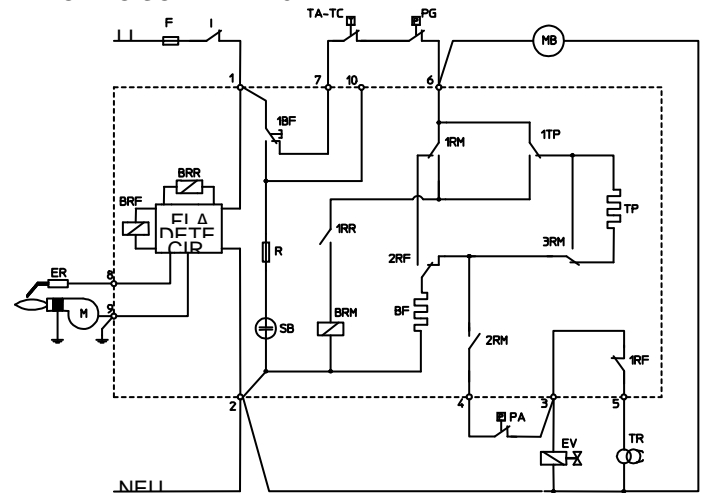 TA-TC
PG
F
I
MB
1
7
10
6
1BF
1RM
1TP
BRR
BRF
TP
1RR
3RM
R
2RF
ER
8
BF
M
9
SB
BRM
2RM
1RF
2
4
3
5
PA
EV
TR
NEU